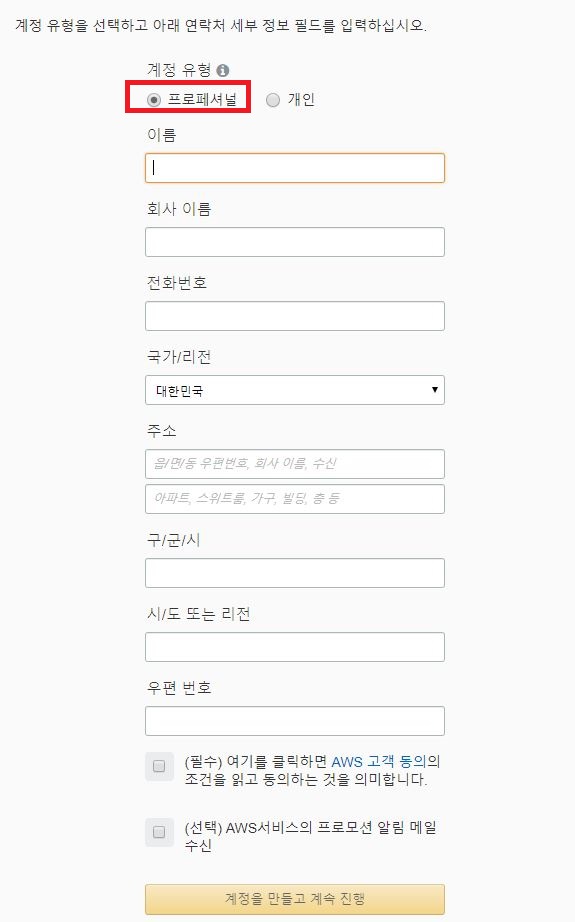 계정 유형을 선택하고 아래 연락처 세부 정보 필드를 입력하십시오.
계정 유형
프로페셔널 개인
이름
회사 이름
전화번호
국가/리전
대한민국
주소
읍/면/동 우편번호, 회사 이름, 수신
아파트, 스위트룸, 가구, 빌딩, 층 등
구/군/시
시/도 또는 리전
우편 번호
(필수) 여기를 클릭하면 AWS 고객 동의의
조건을 읽고 동의하는 것을 의미합니다.
(선택) AWS서비스의 프로모션 알림 메일
수신
계정을 만들고 계속 진행